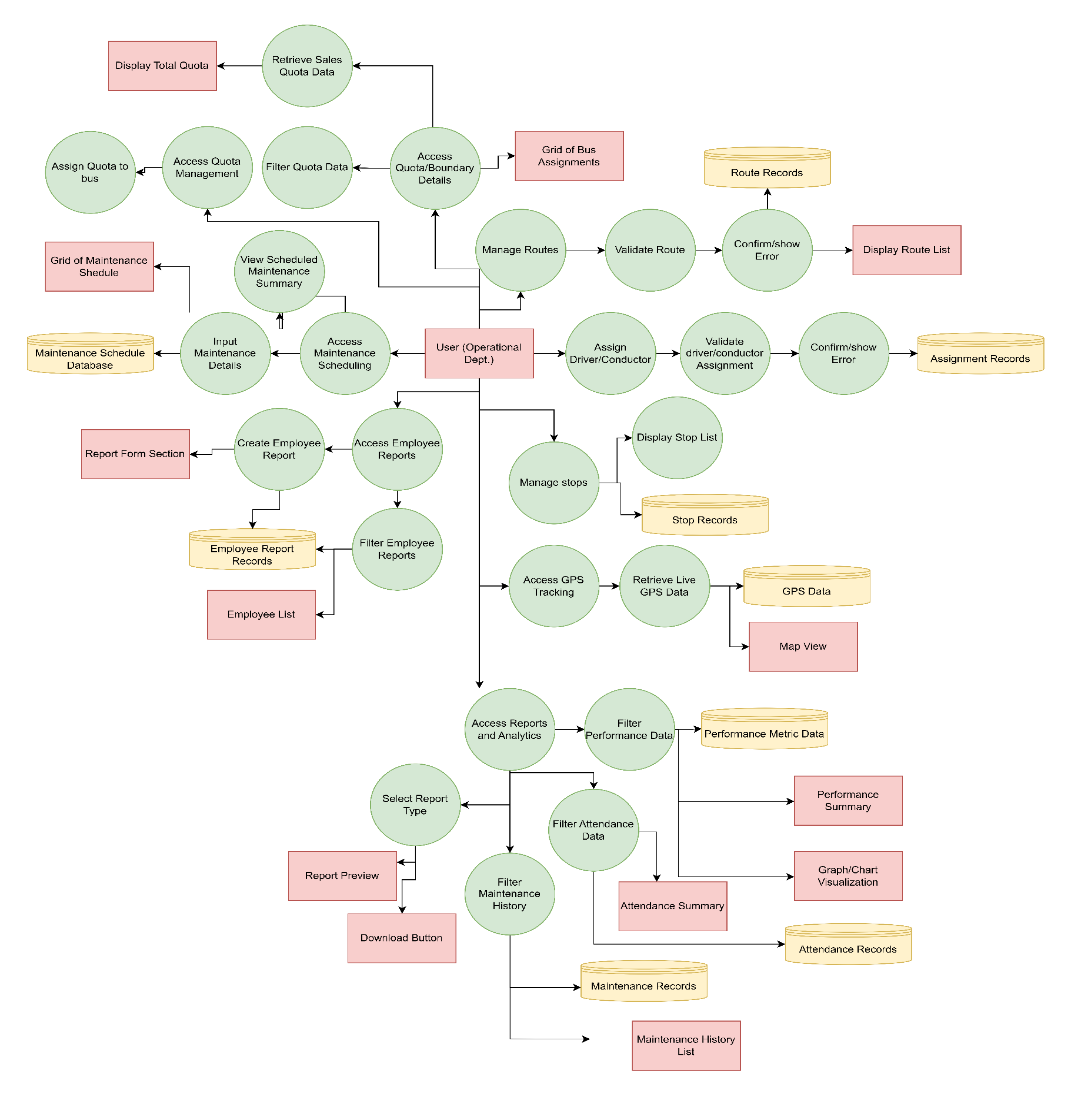 Display Total Quota
Retrieve Sales
Quota Data
Assign Quota to
bus
Access Quota
Management
Filter Quota Data
Access
Quota/Boundary
Details
Grid of Bus
Assignments
Route Records
Manage Routes
Validate Route
Confirm/show
Error
Display Route List
Grid of Maintenance
Shedule
View Scheduled
Maintenance
Summary
Maintenance Schedule
Database
Input
Maintenance
Details
Access
Maintenance
Scheduling
User (Operational
Dept.)
Assign
Driver/Conductor
Validate
driver/conductor
Assignment
Confirm/show
Error
Assignment Records
Report Form Section
Create Employee
Report
Access Employee
Reports
Display Stop List
Manage stops
Stop Records
Employee Report
Records
Filter Employee
Reports
Employee List
Access GPS
Tracking
Retrieve Live
GPS Data
GPS Data
Map View
Access Reports
and Analytics
Filter
Performance Data
Performance Metric Data
Select Report
Type
Filter Attendance
Data
Performance
Summary
Report Preview
Filter
Maintenance
History
Graph/Chart
Visualization
Attendance Summary
Download Button
Attendance Records
Maintenance Records
Maintenance History
List